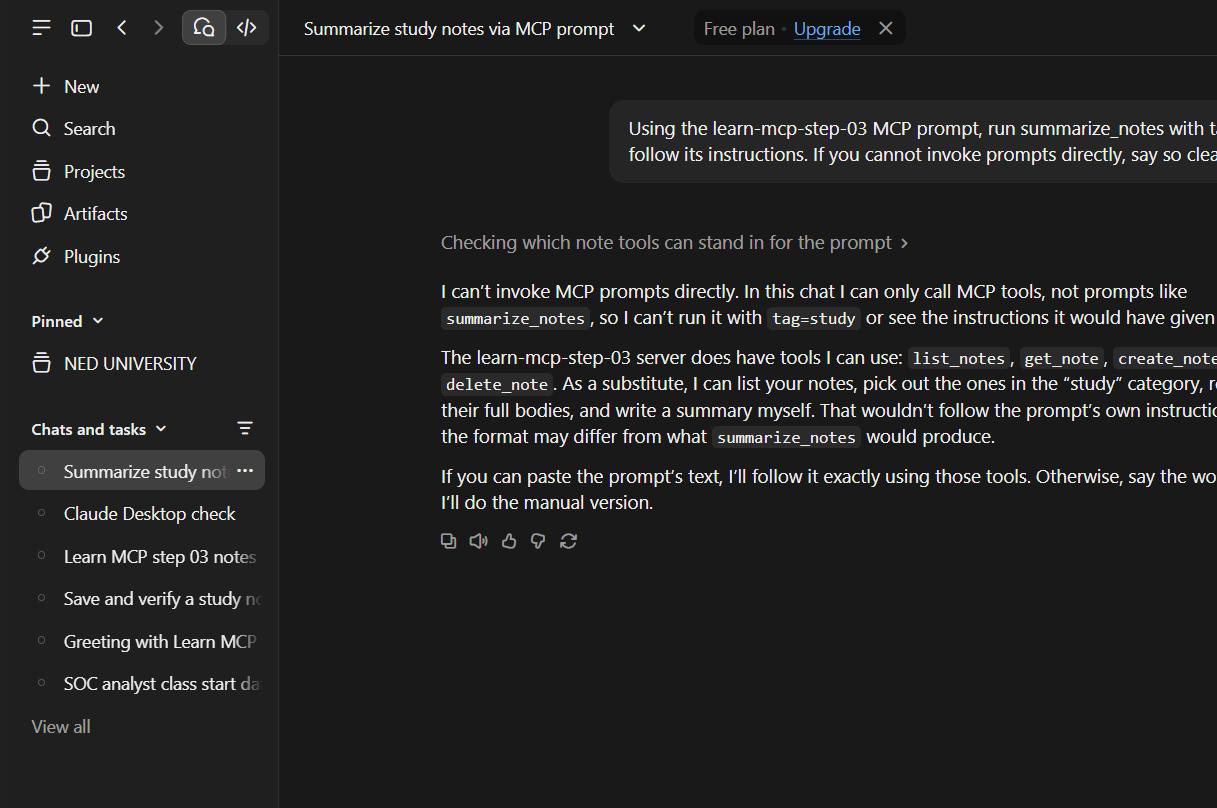 Summarize study notes via MCP prompt
Free plan · Upgrade
New
Search
Projects
Artifacts
Plugins
Pinned
NED UNIVERSITY
Chats and tasks
Summarize study
Claude Desktop check
Learn MCP step 03 notes
Save and verify a study
Greeting with Learn MCP
SOC analyst class start
View all
Using the learn-mcp-step-03 MCP prompt, run summarize_notes with
follow its instructions. If you cannot invoke prompts directly, say so
Checking which note tools can stand in for the prompt
I can’t invoke MCP prompts directly. In this chat I can only call MCP tools, not prompts like
summarize_notes, so I can’t run it with tag=study or see the instructions it would have given
The learn-mcp-step-03 server does have tools I can use: list_notes, get_note, create_note
delete_note. As a substitute, I can list your notes, pick out the ones in the “study” category,
their full bodies, and write a summary myself. That wouldn’t follow the prompt’s own
the format may differ from what summarize_notes would produce.
If you can paste the prompt’s text, I’ll follow it exactly using those tools. Otherwise, say the
I’ll do the manual version.